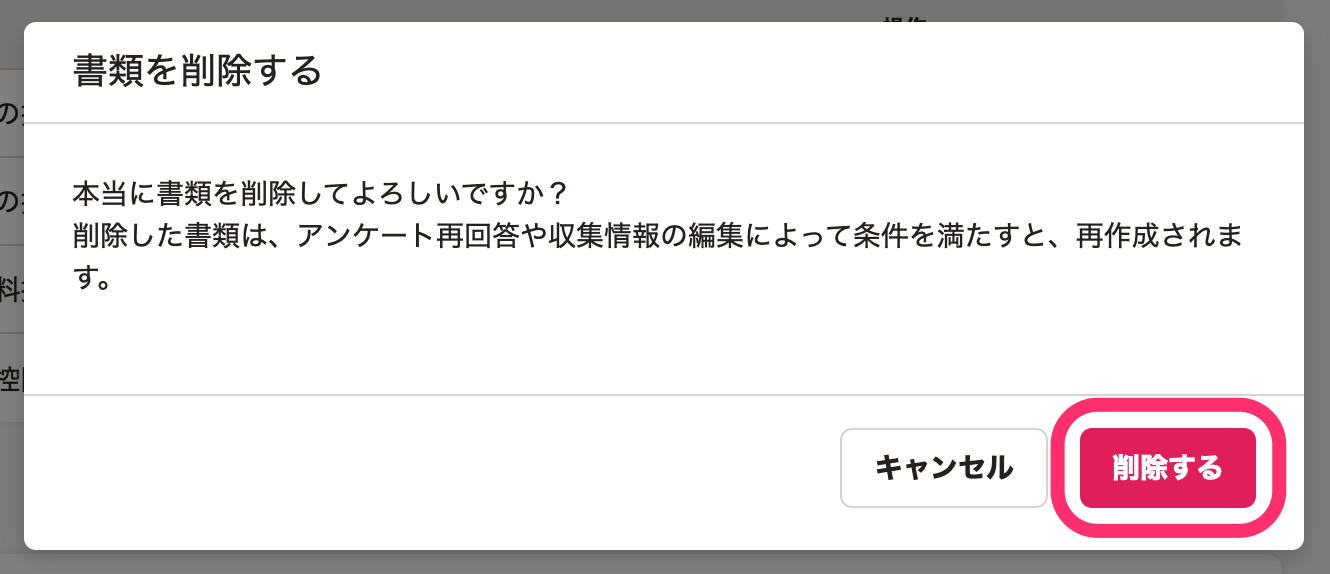 書類を削除する
本当に書類を削除してよろしいですか？
削除した書類は、アンケート再回答や収集情報の編集によって条件を満たすと、再作成されま
す。
キャンセル
削除する